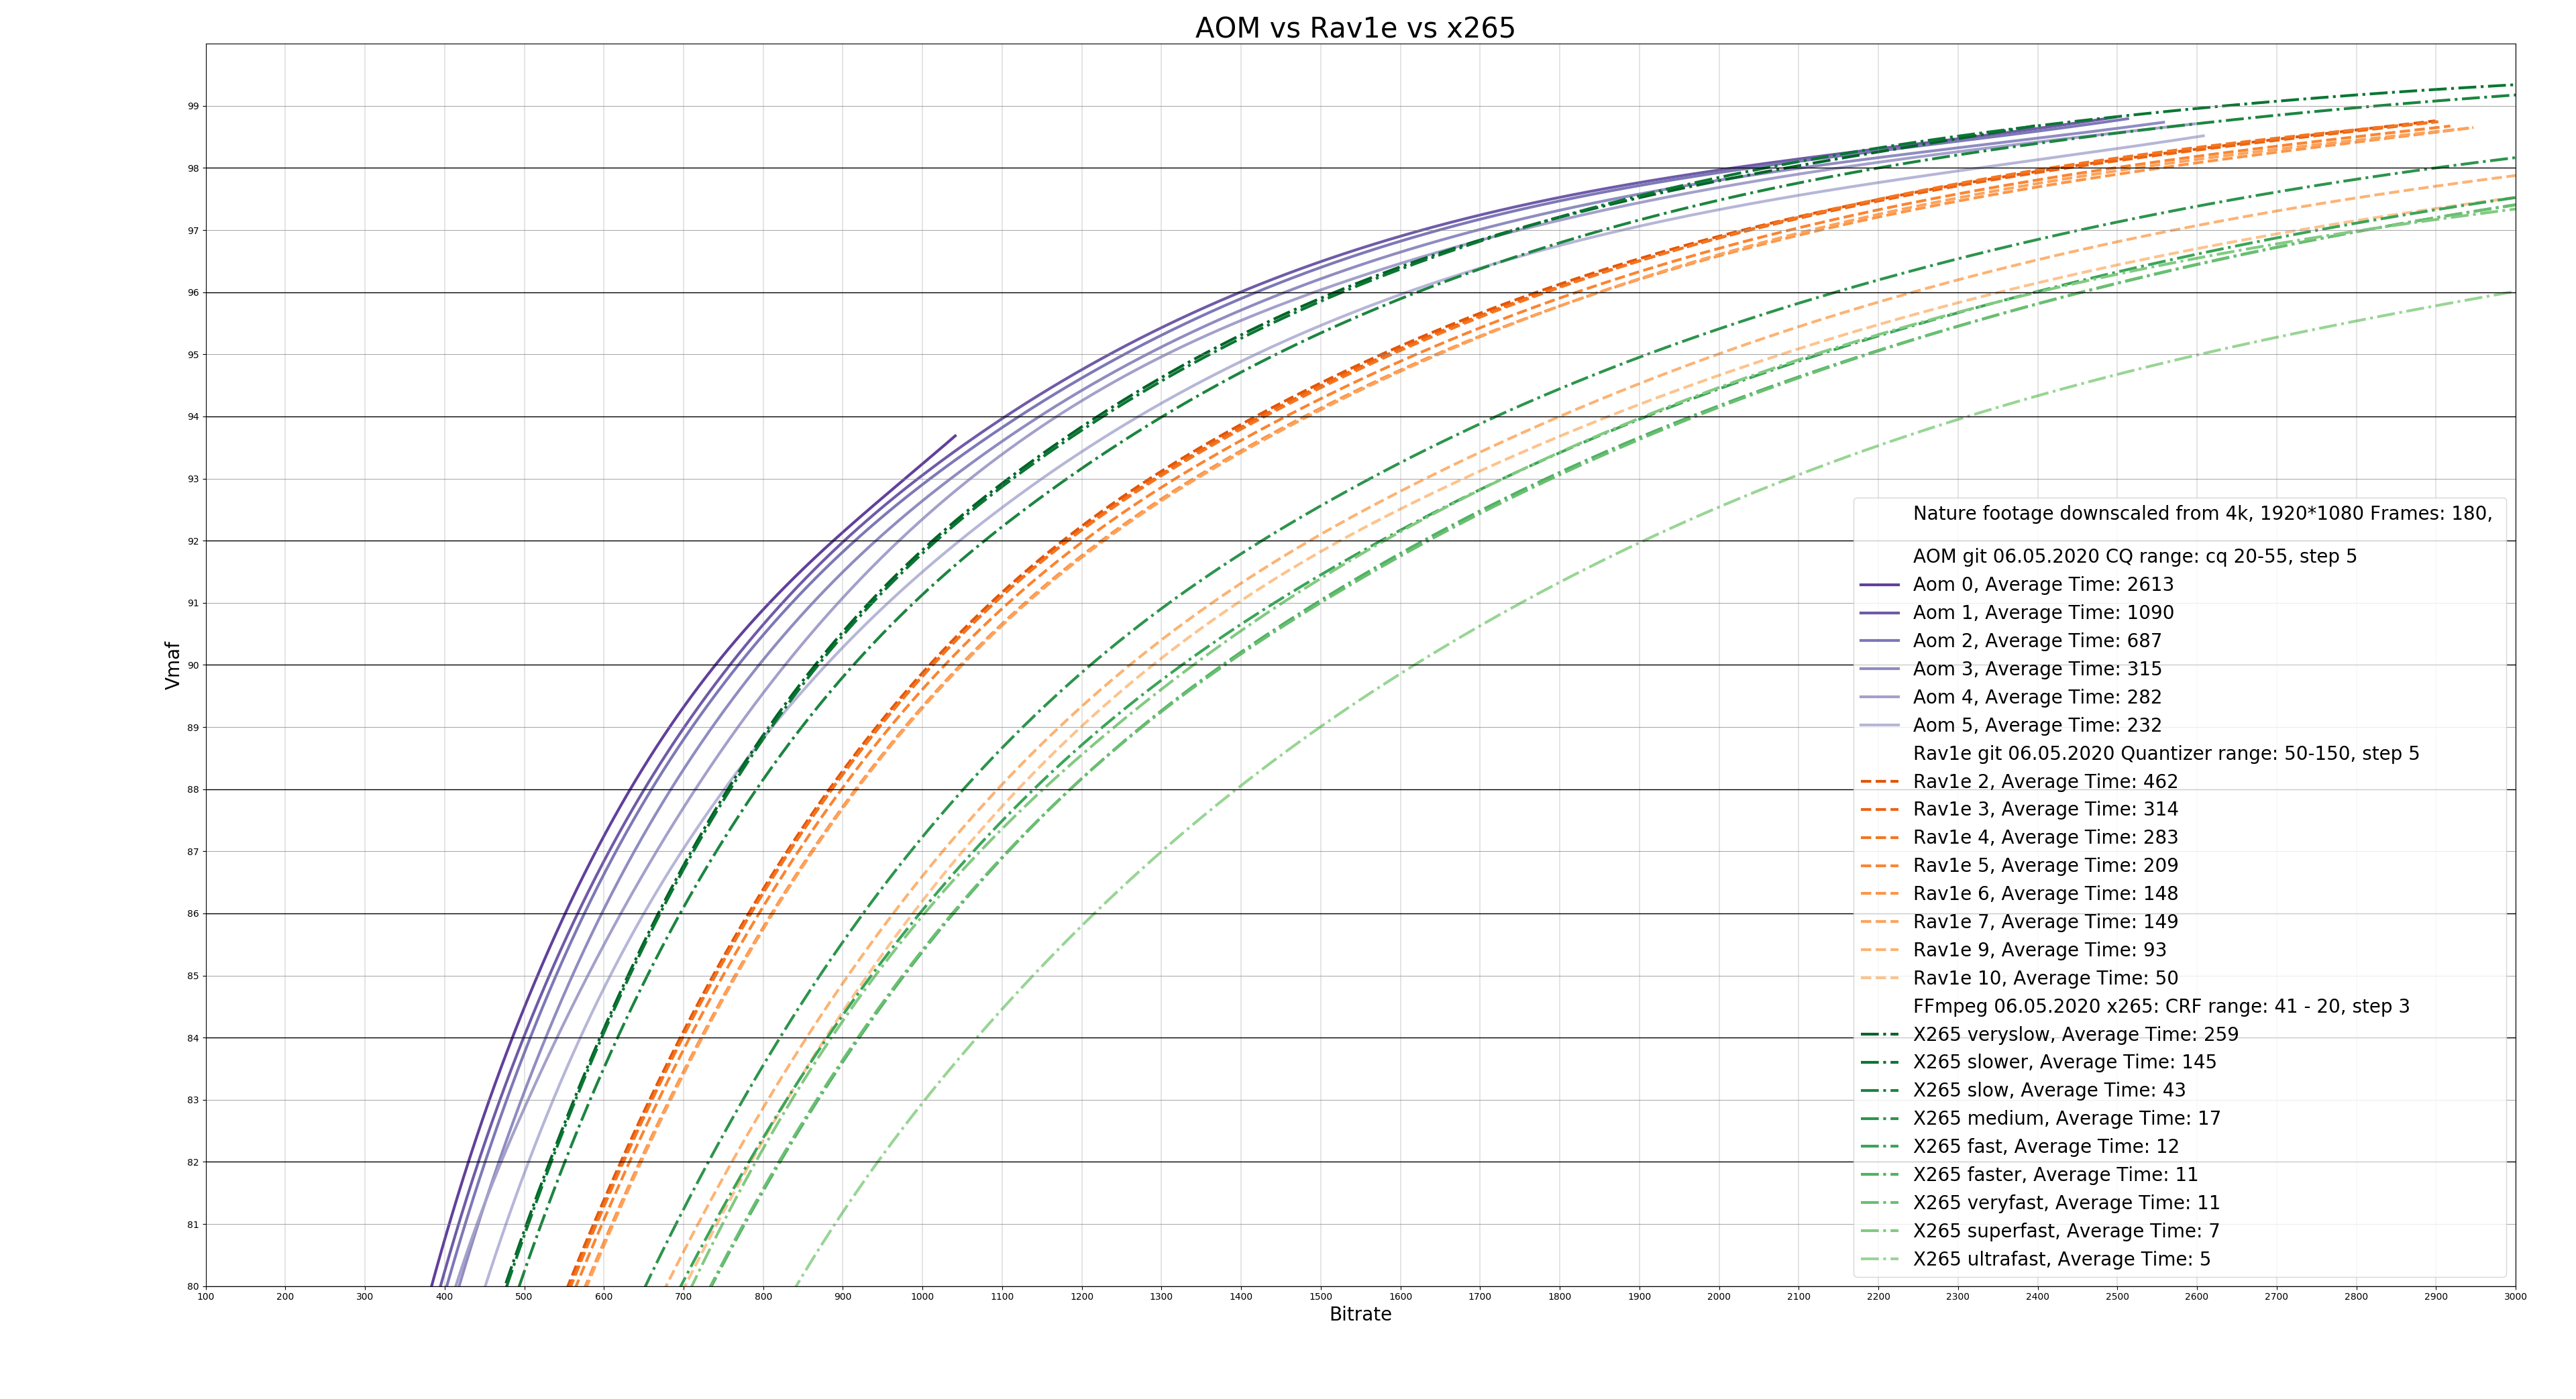 AOM vs Rav1e vs x265
99
98
97
96
95
94
93
92
91
90
89
88
87
86
85
84
83
82
81
80
Vmaf
Nature footage downscaled from 4k, 1920*1080 Frames: 180,
AOM git 06.05.2020 CQ range: cq 20-55, step 5
Aom 0, Average Time: 2613
Aom 1, Average Time: 1090
Aom 2, Average Time: 687
Aom 3, Average Time: 315
Aom 4, Average Time: 282
Aom 5, Average Time: 232
Rav1e git 06.05.2020 Quantizer range: 50-150, step 5
Rav1e 2, Average Time: 462
Rav1e 3, Average Time: 314
Rav1e 4, Average Time: 283
Rav1e 5, Average Time: 209
Rav1e 6, Average Time: 148
Rav1e 7, Average Time: 149
Rav1e 9, Average Time: 93
Rav1e 10, Average Time: 50
FFmpeg 06.05.2020 x265: CRF range: 41 - 20, step 3
X265 veryslow, Average Time: 259
X265 slower, Average Time: 145
X265 slow, Average Time: 43
X265 medium, Average Time: 17
X265 fast, Average Time: 12
X265 faster, Average Time: 11
X265 veryfast, Average Time: 11
X265 superfast, Average Time: 7
X265 ultrafast, Average Time: 5
100 200 300 400 500 600 700 800 900 1000 1100 1200 1300 1400 1500 1600 1700 1800 1900 2000 2100 2200 2300 2400 2500 2600 2700 2800 2900 3000
Bitrate